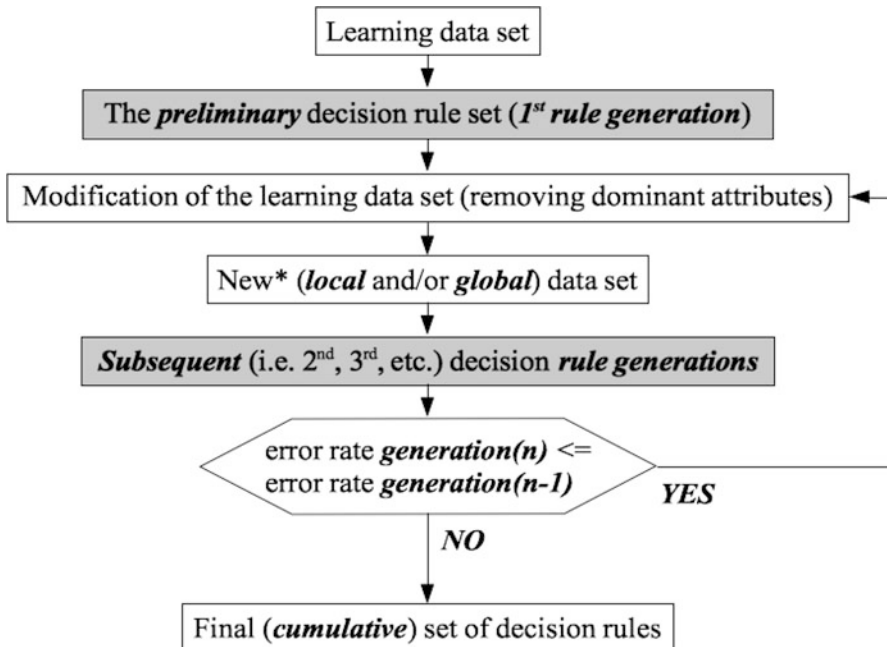 Learning data set
The preliminary decision rule set (1st rule generation)
Modification of the learning data set (removing dominant attributes)
New* (local and/or global) data set
Subsequent (i.e. 2nd, 3rd, etc.) decision rule generations
error rate generation(n) <=
error rate generation(n-1)
YES
NO
Final (cumulative) set of decision rules